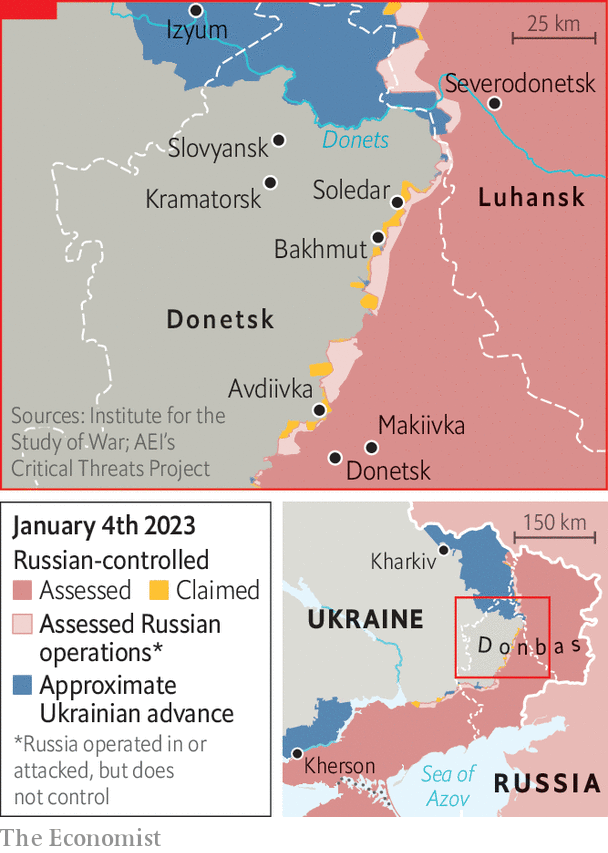 Izyum
25 km
Severodonetsk
Donets
Slovyansk
Kramatorsk
Soledar
Luhansk
Bakhmut
Donetsk
Avdiivka
Sources: Institute for the
Study of War; AEI’s
Critical Threats Project
Makiivka
Donetsk
January 4th 2023
Russian-controlled
Assessed
Claimed
Assessed Russian
operations*
Approximate
Ukrainian advance
*Russia operated in or
attacked, but does
not control
150 km
Kharkiv
UKRAINE
Donbas
Kherson
Sea of
Azov
RUSSIA
The Economist